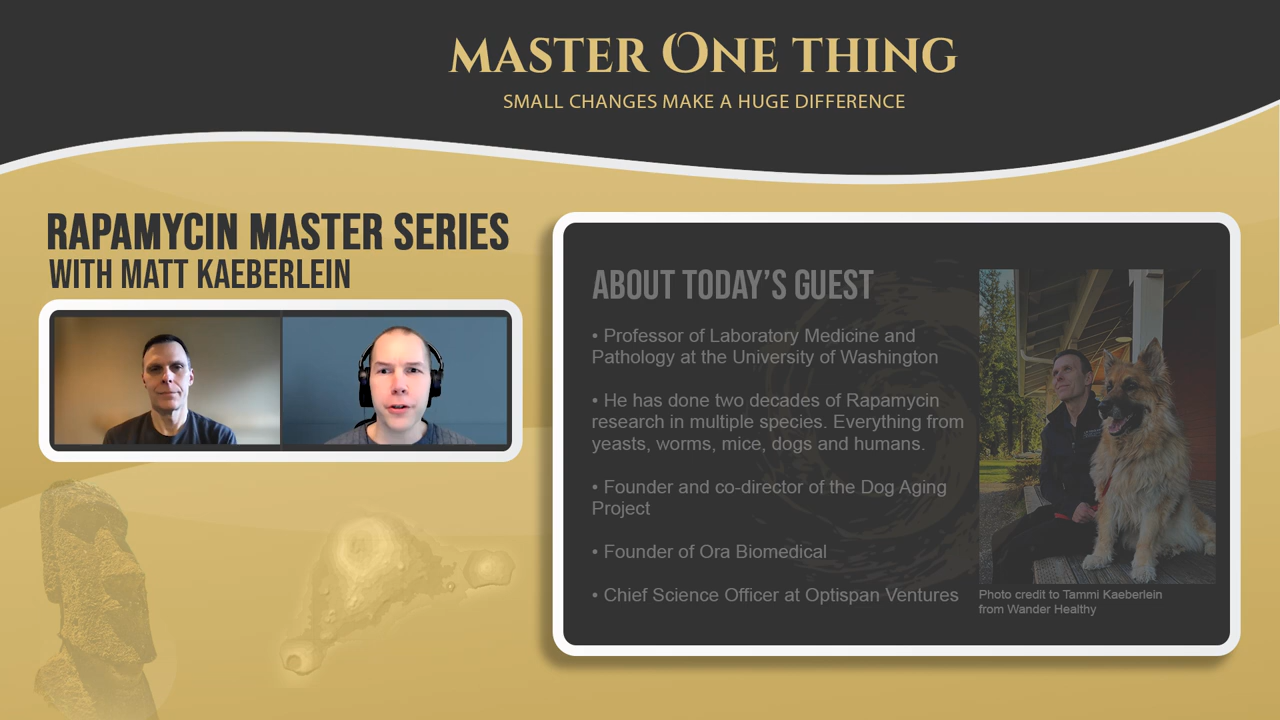 MASTER ONE THING
SMALL CHANGES MAKE A HUGE DIFFERENCE
RAPAMYCIN MASTER SERIES
WITH MATT KAEBERLEIN
ABOUT TODAY'S GUEST
• Professor of Laboratory Medicine and
Pathology at the University of Washington
• He has done two decades of Rapamycin
research in multiple species. Everything from
yeasts, worms, mice, dogs and humans.
• Founder and co-director of the Dog Aging
Project
• Founder of Ora Biomedical
• Chief Science Officer at Optispan Ventures
Photo credit to Tammi Kaeberlein
from Wander Healthy